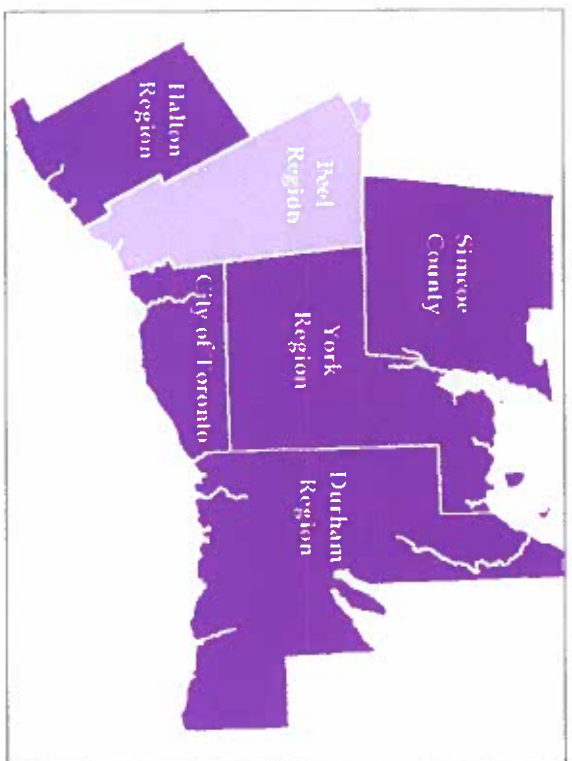 Halton
Region
Peel
Region
Simcoe
County
York
Region
City of Toronto
Durham
Region